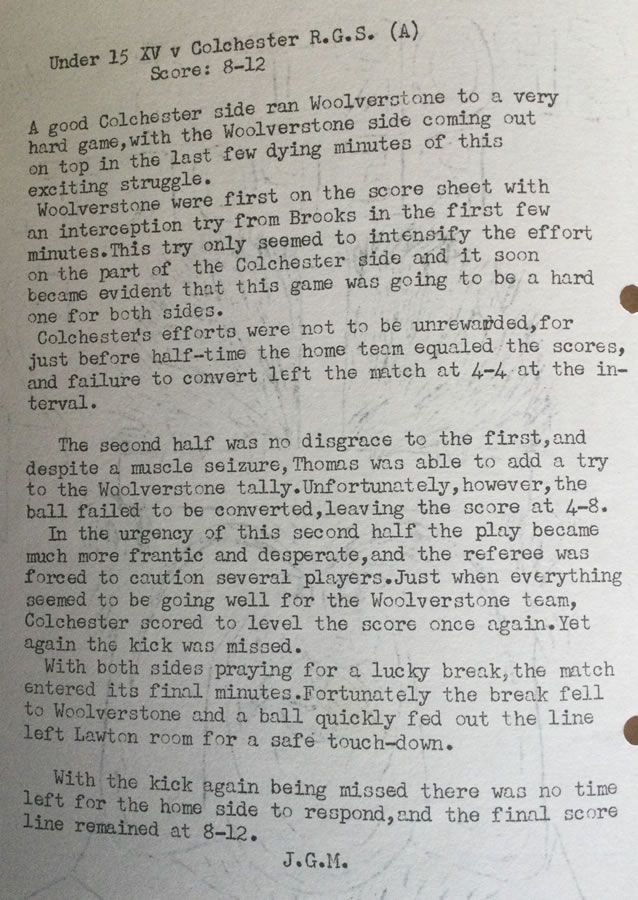 Under 15 XV v Colchester R.G.S. (A)
Score: 8-12
A good Colchester side ran Woolverstone to a very
hard game,with the Woolverstone side coming out
on top in the last few dying minutes of this
exciting struggle.
Woolverstone were first on the score sheet with
an interception try from Brooks in the first few
minutes.This try only seemed to intensify the effort
on the part of the Colchester side and it soon
became evident that this game was going to be a hard
one for both sides.
Colchester's efforts were not to be unrewarded,for
just before half-time the home team equaled the scores,
and failure to convert left the match at 4-4 at the in-
terval.
The second half was no disgrace to the first,and
despite a muscle seizure,Thomas was able to add a try
to the Woolverstone tally.Unfortunately,however,the
ball failed to be converted,leaving the score at 4-8.
In the urgency of this second half the play became
much more frantic and desperate,and the referee was
forced to caution several players.Just when everything
seemed to be going well for the Woolverstone team,
Colchester scored to level the score once again.Yet
again the kick was missed.
With both sides praying for a lucky break,the match
entered its final minutes.Fortunately the break fell
to Woolverstone and a ball quickly fed out the line
left Lawton room for a safe touch-down.
With the kick again being missed there was no time
left for the home side to respond,and the final score
line remained at 8-12.
J.G.M.